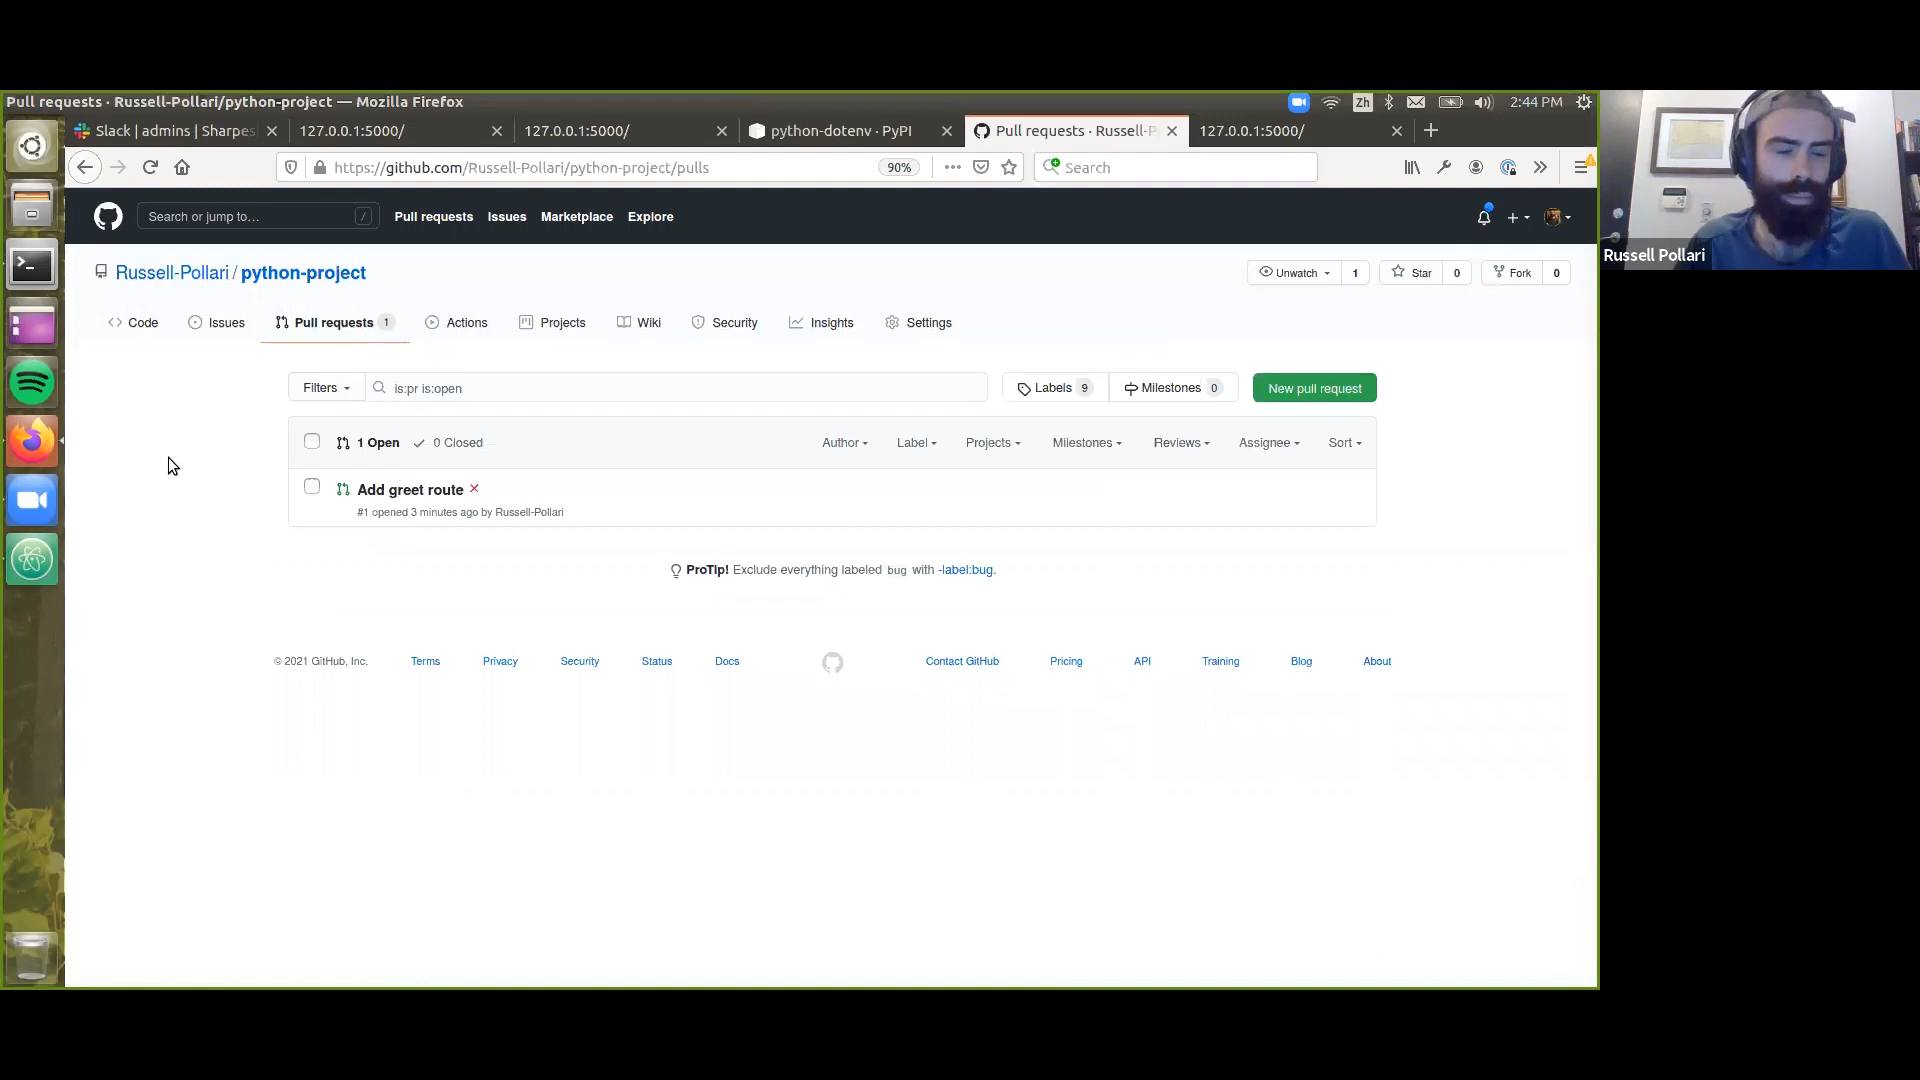 Pull requests · Russell-Pollari/python-project — Mozilla Firefox
Zh
2:44 PM
Slack | admins | Sharpes
127.0.0.1:5000/
127.0.0.1:5000/
python-dotenv · PyPI
Pull requests · Russell-P
127.0.0.1:5000/
https://github.com/Russell-Pollari/python-project/pulls
90%
Search
Search or jump to…
/
Pull requests
Issues
Marketplace
Explore
Russell Pollari
Russell-Pollari / python-project
Unwatch 1
Star 0
Fork 0
Code
Issues
Pull requests 1
Actions
Projects
Wiki
Security
Insights
Settings
Filters
is:pr is:open
Labels 9
Milestones 0
New pull request
1 Open
0 Closed
Author
Label
Projects
Milestones
Reviews
Assignee
Sort
Add greet route
#1 opened 3 minutes ago by Russell-Pollari
ProTip! Exclude everything labeled bug with -label:bug.
© 2021 GitHub, Inc.
Terms
Privacy
Security
Status
Docs
Contact GitHub
Pricing
API
Training
Blog
About